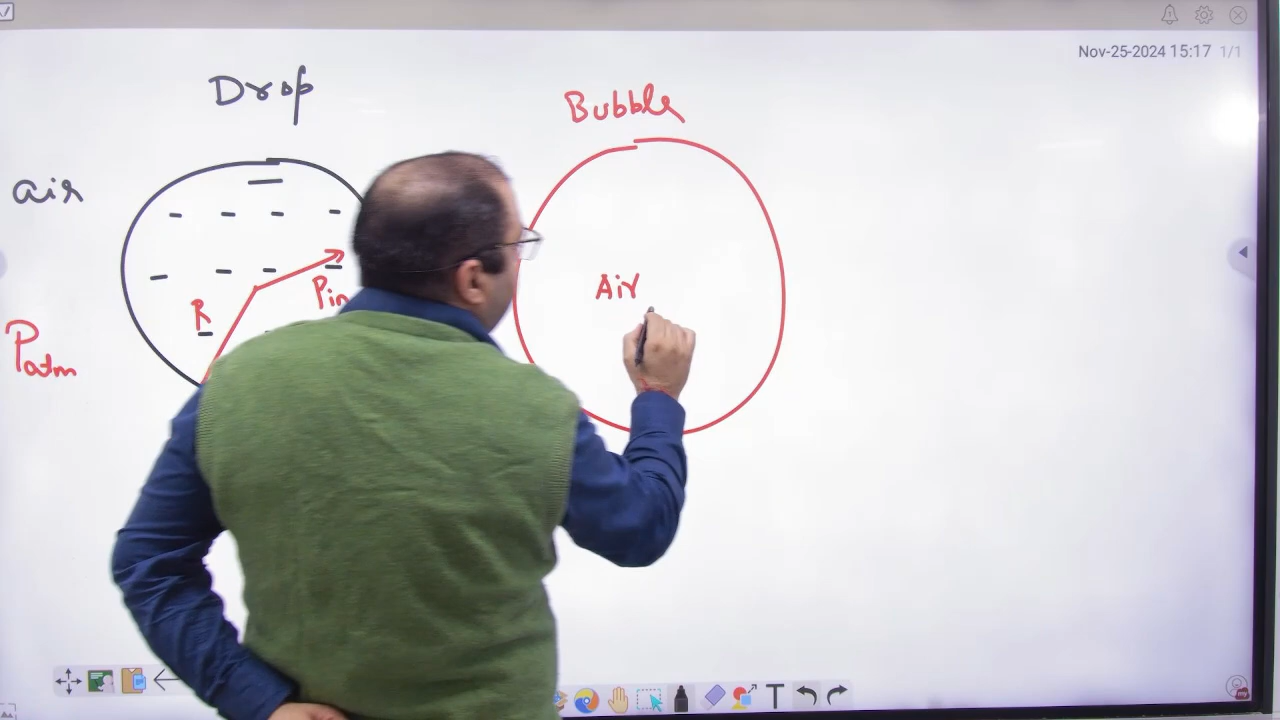 Nov-25-2024 15:17 1/1
Drop
Bubble
air
Air
R
Pin
Patm
T